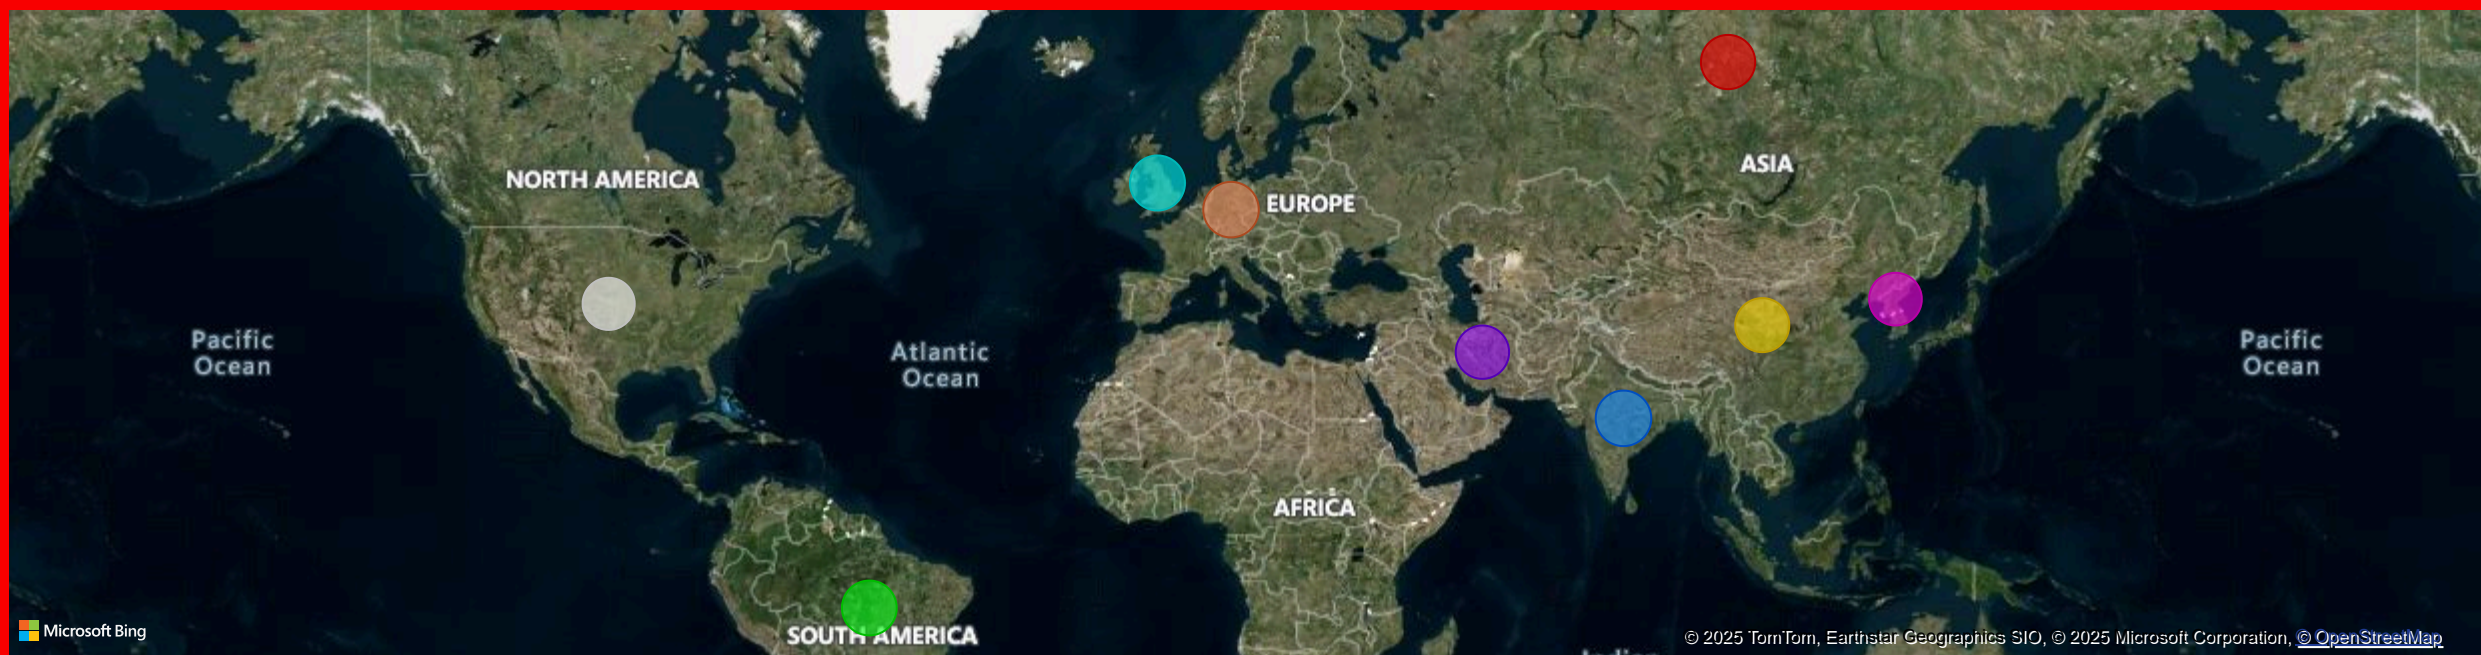 ASIA
NORTH AMERICA
EUROPE
Pacific
Ocean
Atlantic
Ocean
Pacific
Ocean
AFRICA
SOUTH AMERICA
Microsoft Bing
© 2025 TomTom, Earthstar Geographics SIO, © 2025 Microsoft Corporation, © OpenStreetMap